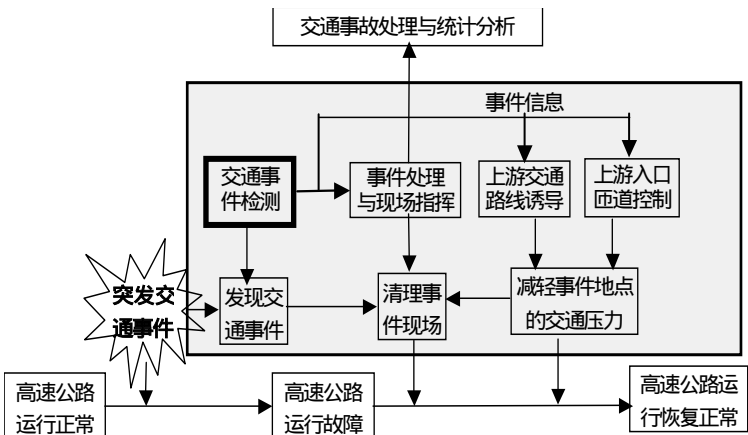 交通事故处理与统计分析
事件信息
交通事
件检测
事件处理
与现场指挥
上游交通
路线诱导
上游入口
匝道控制
突发交
通事件
发现交
通事件
清理事
件现场
减轻事件地点
的交通压力
高速公路
运行正常
高速公路
运行故障
高速公路运
行恢复正常